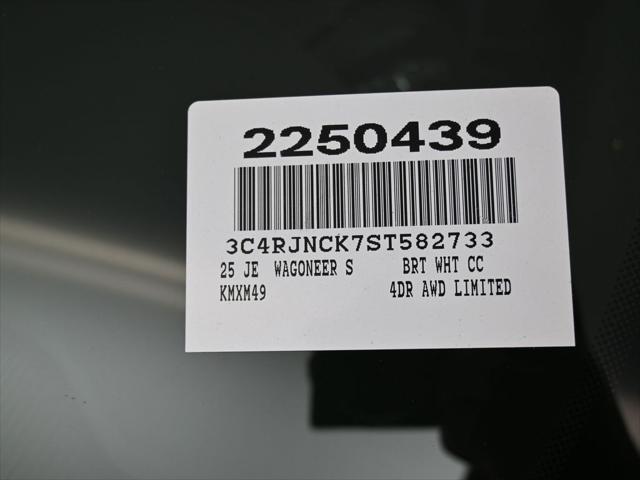 2250439
3C4RJNCK7ST582733
25 JE WAGONEER S BRT WHT CC
KMXM49 4DR AWD LIMITED